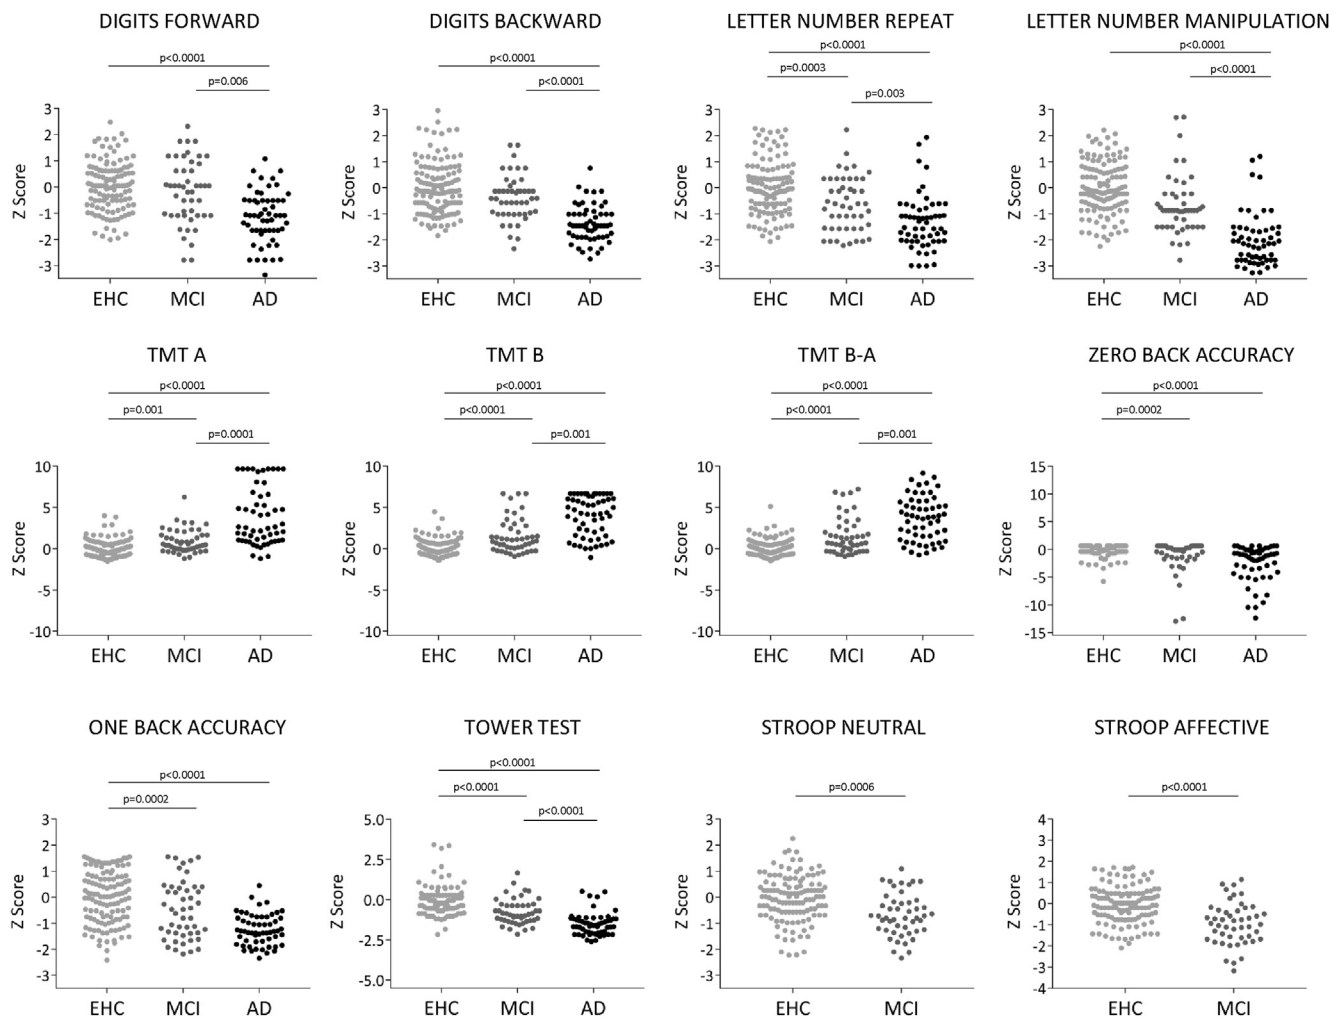 DIGITS FORWARD
p<0.0001
p=0.006
Z Score
3
2
1
0
-1
-2
-3
EHC MCI AD
DIGITS BACKWARD
p<0.0001
p<0.0001
Z Score
3
2
1
0
-1
-2
-3
EHC MCI AD
LETTER NUMBER REPEAT
p<0.0001
p=0.0003
p=0.003
Z Score
3
2
1
0
-1
-2
-3
EHC MCI AD
LETTER NUMBER MANIPULATION
p<0.0001
p<0.0001
Z Score
3
2
1
0
-1
-2
-3
EHC MCI AD
TMT A
p<0.0001
p=0.001
p=0.0001
Z Score
10
5
0
-5
-10
EHC MCI AD
TMT B
p<0.0001
p<0.0001
p=0.001
Z Score
10
5
0
-5
-10
EHC MCI AD
TMT B-A
p<0.0001
p<0.0001
p=0.001
Z Score
10
5
0
-5
-10
EHC MCI AD
ZERO BACK ACCURACY
p<0.0001
p=0.0002
Z Score
15
10
5
0
-5
-10
-15
EHC MCI AD
ONE BACK ACCURACY
p<0.0001
p=0.0002
Z Score
3
2
1
0
-1
-2
-3
EHC MCI AD
TOWER TEST
p<0.0001
p<0.0001
p<0.0001
Z Score
5.0
2.5
0.0
-2.5
-5.0
EHC MCI AD
STROOP NEUTRAL
p=0.0006
Z Score
3
2
1
0
-1
-2
-3
EHC MCI
STROOP AFFECTIVE
p<0.0001
Z Score
4
3
2
1
0
-1
-2
-3
-4
EHC MCI